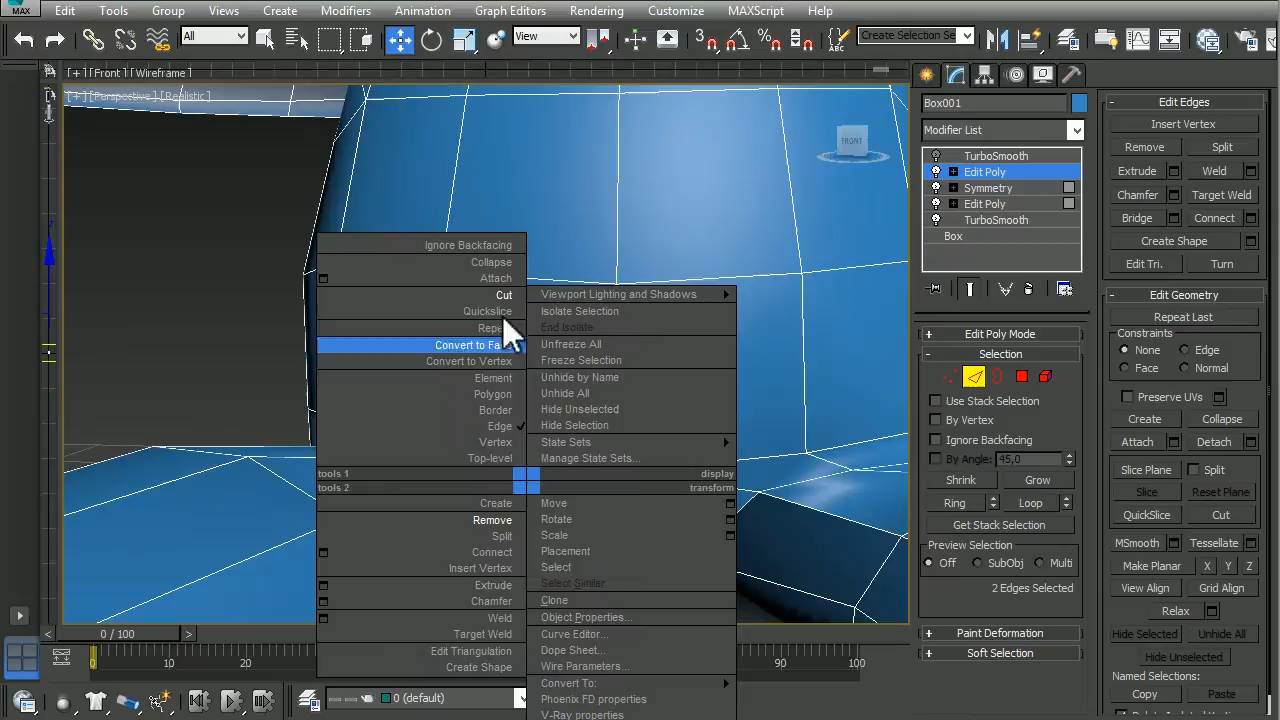 MAX
Tools Group Views Create Modifiers Animation Graph Editors Rendering Customize MAXScript Help
All
View
3
%
ABC
Create Selection Se
[+] [Front ] [Wireframe ]
[+] [Perspective ] [Realistic ]
FRONT
z
Ignore Backfacing
Collapse
Attach
Cut
Quickslice
Convert to Vertex
Element
Polygon
Border
Edge
Vertex
Top-level
tools 1
tools 2
Create
Remove
Split
Connect
Insert Vertex
Extrude
Chamfer
Weld
Target Weld
Edit Triangulation
Create Shape
Viewport Lighting and Shadows
Isolate Selection
End Isolate
Unfreeze All
Freeze Selection
Unhide by Name
Unhide All
Hide Unselected
Hide Selection
State Sets
Manage State Sets...
display
transform
Move
Rotate
Scale
Placement
Select
Select Similar
Clone
Object Properties...
Curve Editor...
Dope Sheet...
Wire Parameters...
Convert To:
Phoenix FD properties
V-Ray properties
Box001
Modifier List
TurboSmooth
Edit Poly
Symmetry
Edit Poly
TurboSmooth
Box
+ Edit Poly Mode
- Selection
Use Stack Selection
By Vertex
Ignore Backfacing
By Angle: 45,0
Shrink Grow
Ring Loop
Get Stack Selection
Preview Selection
Off SubObj Multi
2 Edges Selected
+ Paint Deformation
+ Soft Selection
- Edit Edges
Insert Vertex
Remove Split
Extrude Weld
Chamfer Target Weld
Bridge Connect
Create Shape
Edit Tri. Turn
- Edit Geometry
Repeat Last
Constraints
None Edge
Face Normal
Preserve UVs
Create Collapse
Attach Detach
Slice Plane Split
Slice Reset Plane
QuickSlice Cut
MSmooth Tessellate
Make Planar X Y Z
View Align Grid Align
Relax
Hide Selected Unhide All
Hide Unselected
Named Selections:
Copy Paste
< 0 / 100 >
0 10 20 30 80 90 100
0 (default)